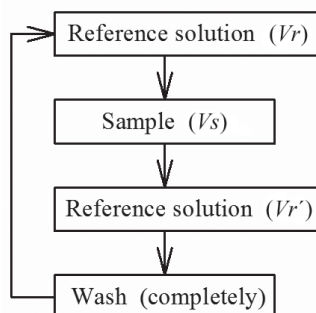 Reference solution (Vr)
Sample (Vs)
Reference solution (Vr´)
Wash (completely)